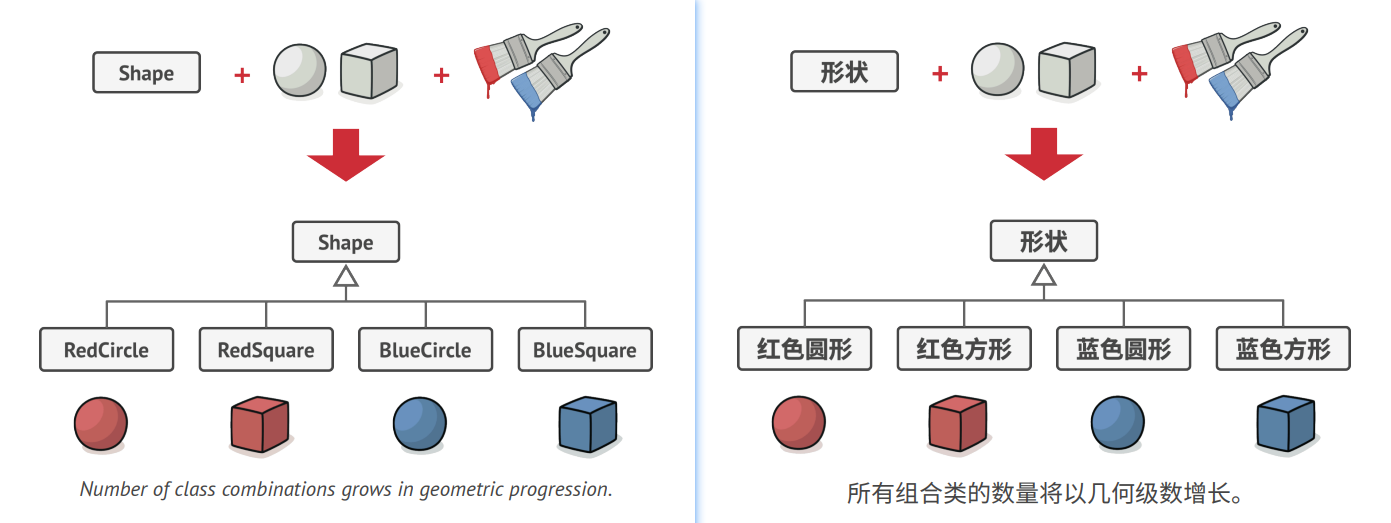 Shape
+
+
Shape
RedCircle
RedSquare
BlueCircle
BlueSquare
Number of class combinations grows in geometric progression.
形状
+
+
形状
红色圆形
红色方形
蓝色圆形
蓝色方形
所有组合类的数量将以几何级数增长。